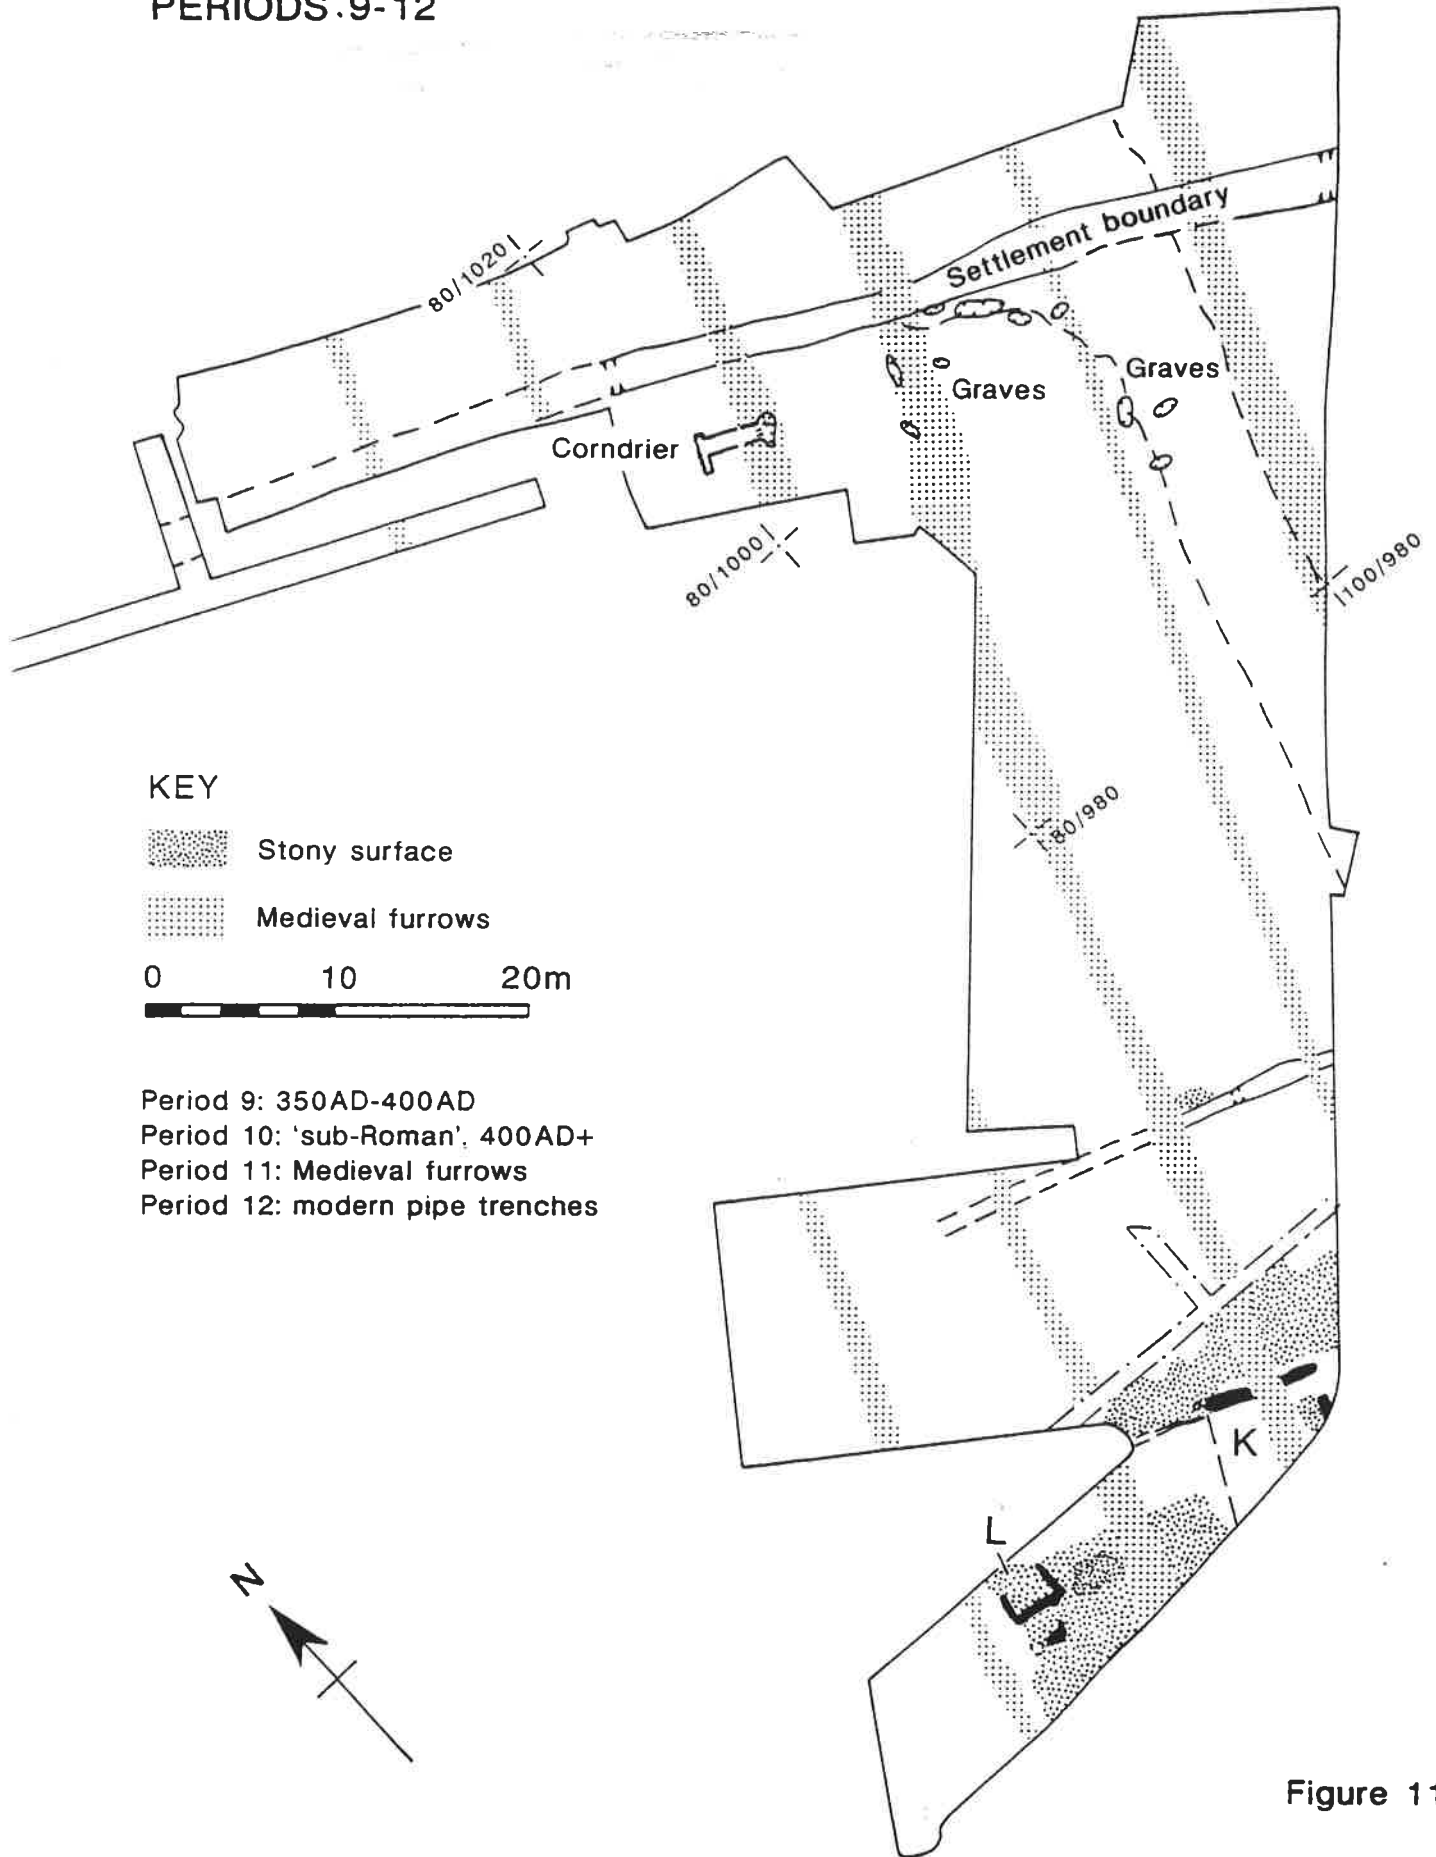 PERIODS.9-12
80/1020
Settlement boundary
Graves
Graves
Corndrier
80/1000
100/980
80/980
KEY
Stony surface
Medieval furrows
0 10 20m
Period 9: 350AD-400AD
Period 10: 'sub-Roman'. 400AD+
Period 11: Medieval furrows
Period 12: modern pipe trenches
K
L
N
Figure 11